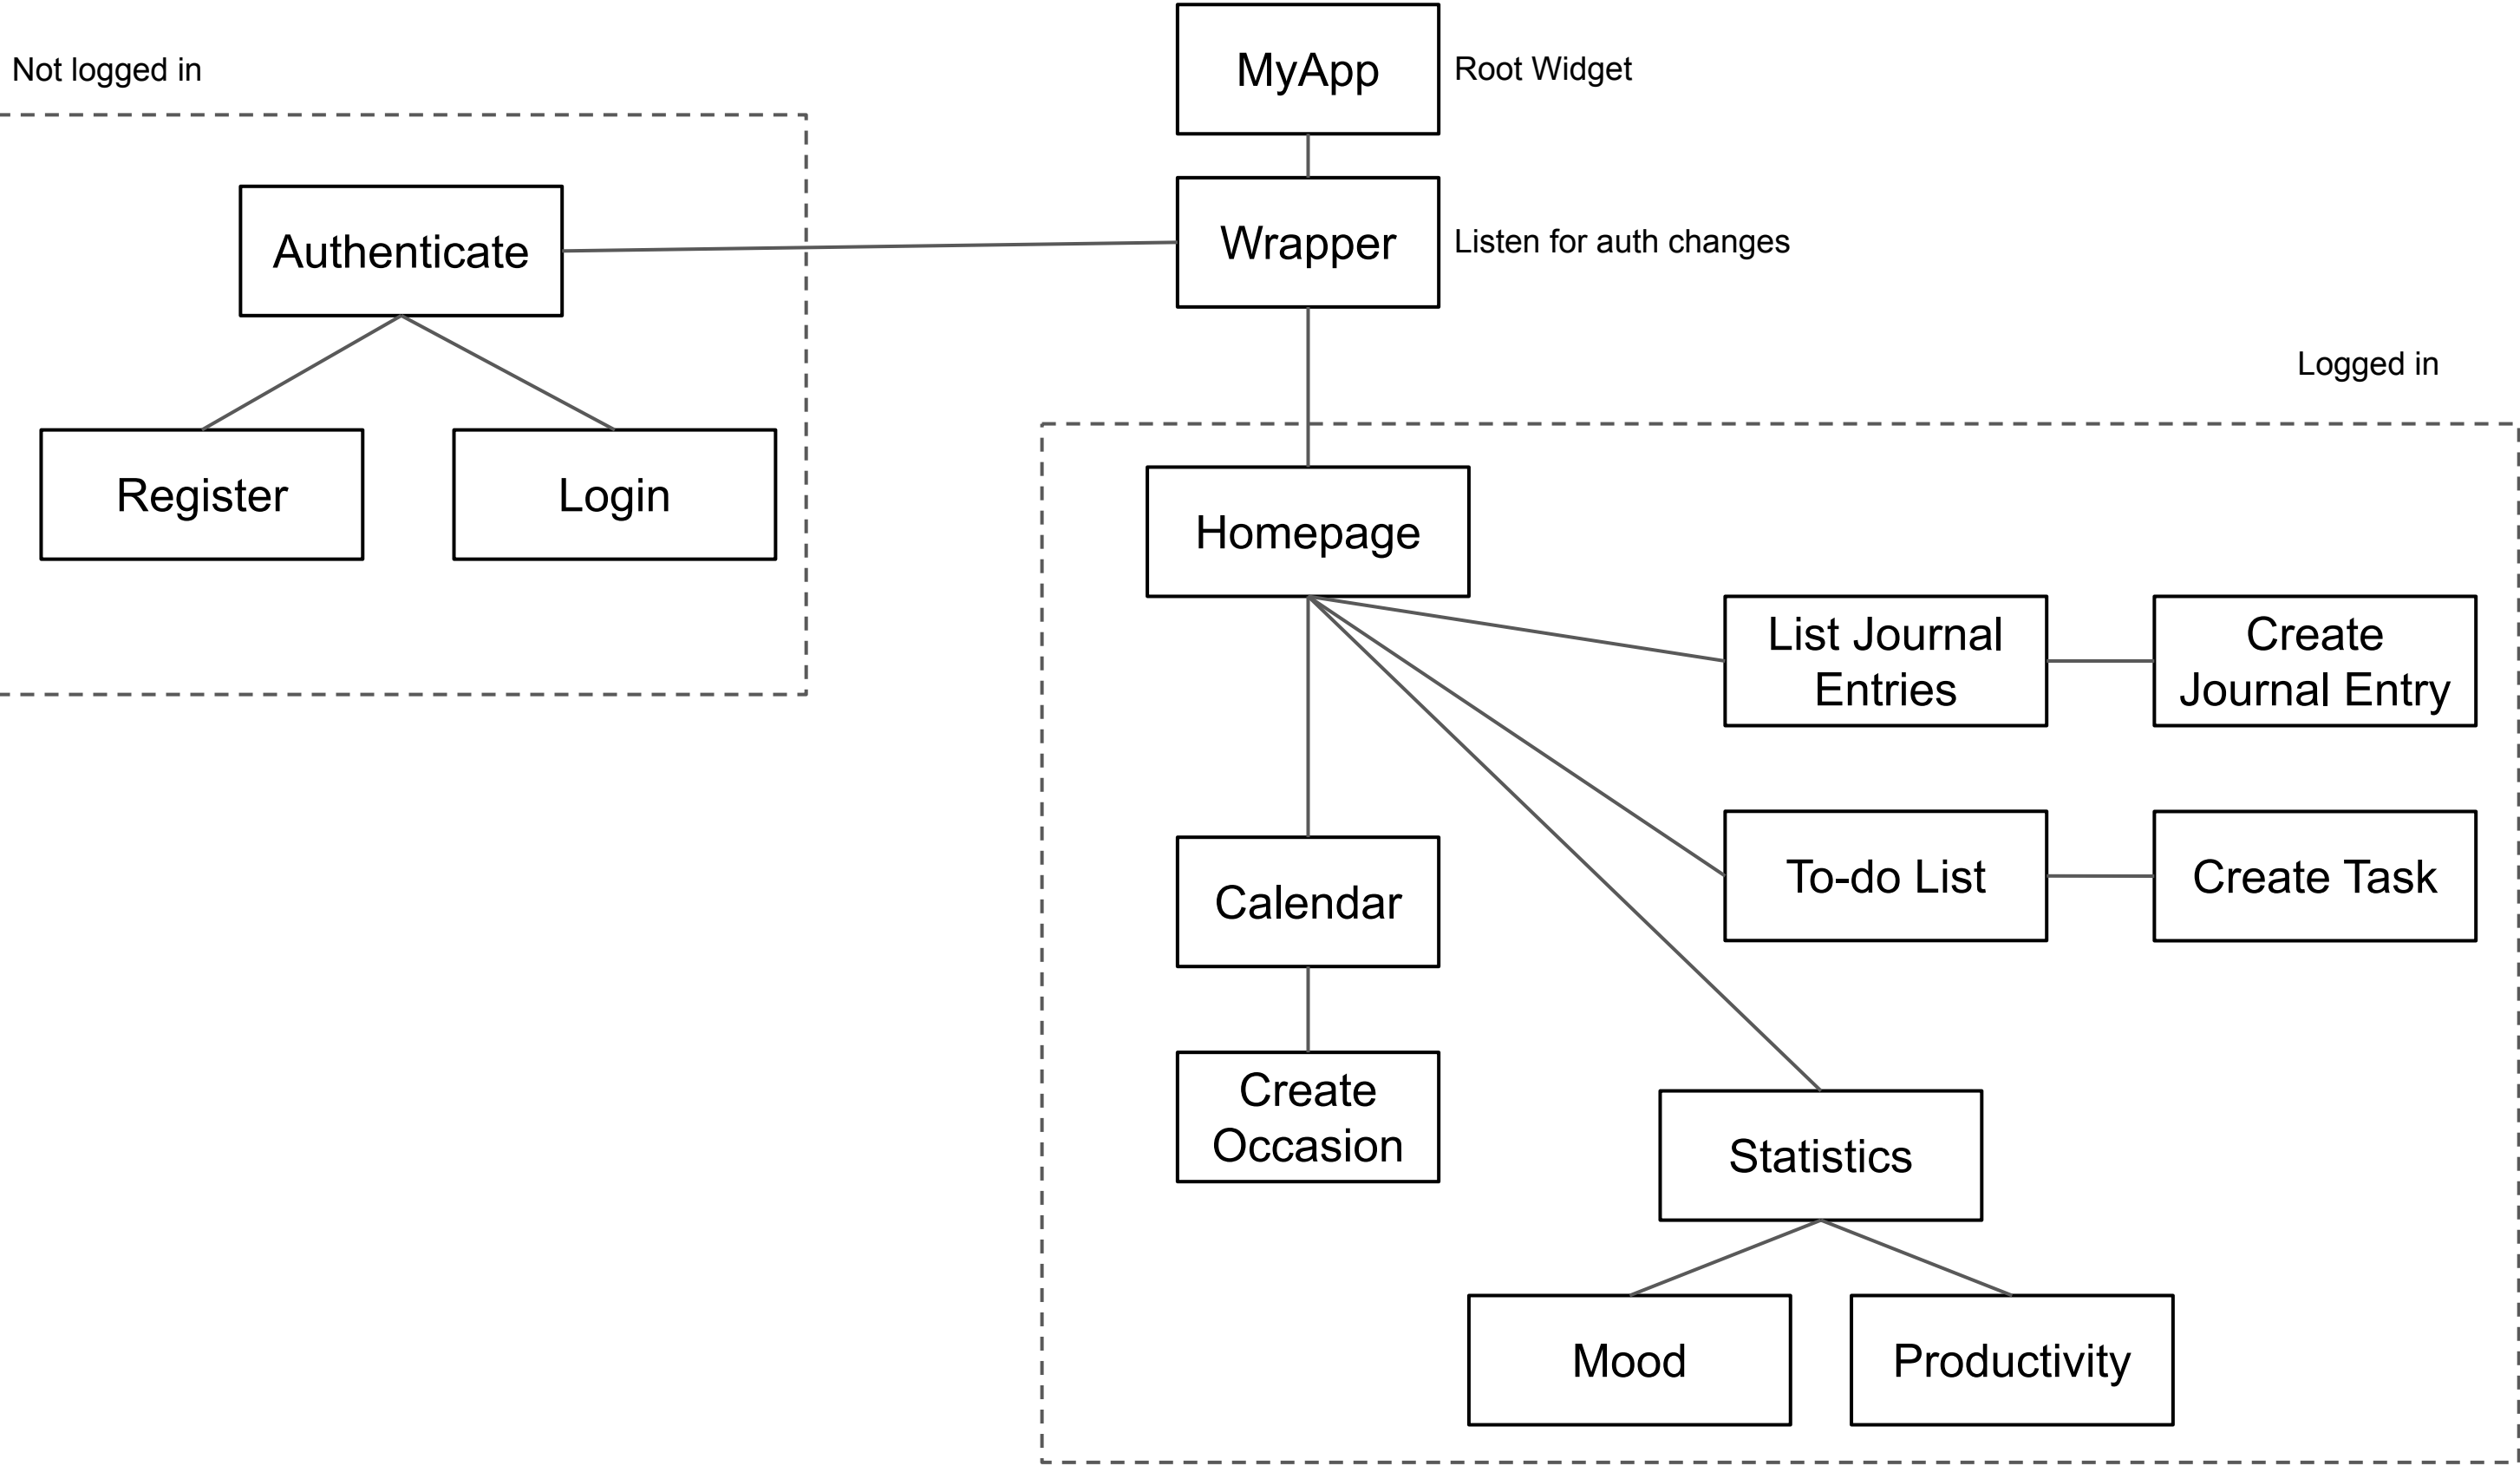 MyApp
Root Widget
Not logged in
Authenticate
Wrapper
Listen for auth changes
Logged in
Register
Login
Homepage
List Journal
Entries
Create
Journal Entry
To-do List
Create Task
Calendar
Create
Occasion
Statistics
Mood
Productivity